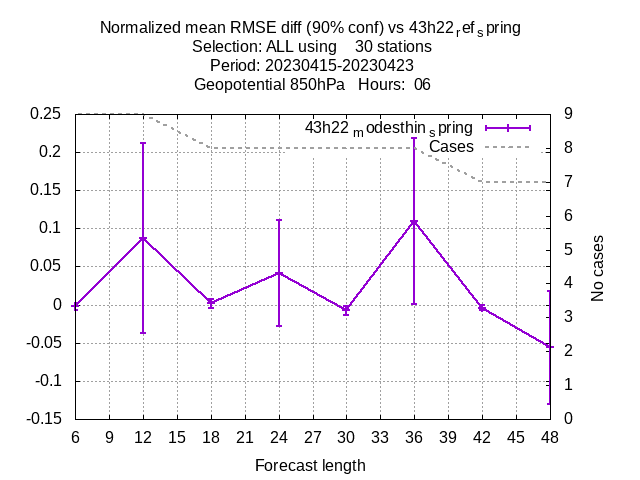 Normalized mean RMSE diff (90% conf) vs 43h22refspring
Selection: ALL using 30 stations
Period: 20230415-20230423
Geopotential 850hPa Hours: 06
43h22modesthinspring
Cases
0.25
0.2
0.15
0.1
0.05
0
-0.05
-0.1
-0.15
9
8
7
6
5
4
3
2
1
0
No cases
6 9 12 15 18 21 24 27 30 33 36 39 42 45 48
Forecast length